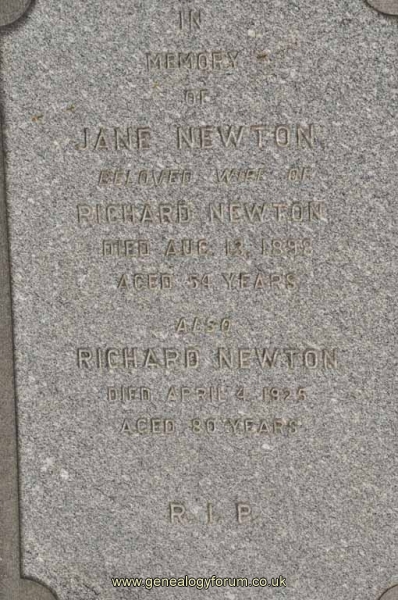 IN
MEMORY
OF
JANE NEWTON
BELOVED WIFE OF
RICHARD NEWTON
DIED AUG. 13, 1898
AGED 54 YEARS
ALSO
RICHARD NEWTON
DIED APRIL 4, 1925
AGED 80 YEARS
R. I. P.
www.genealogyforum.co.uk